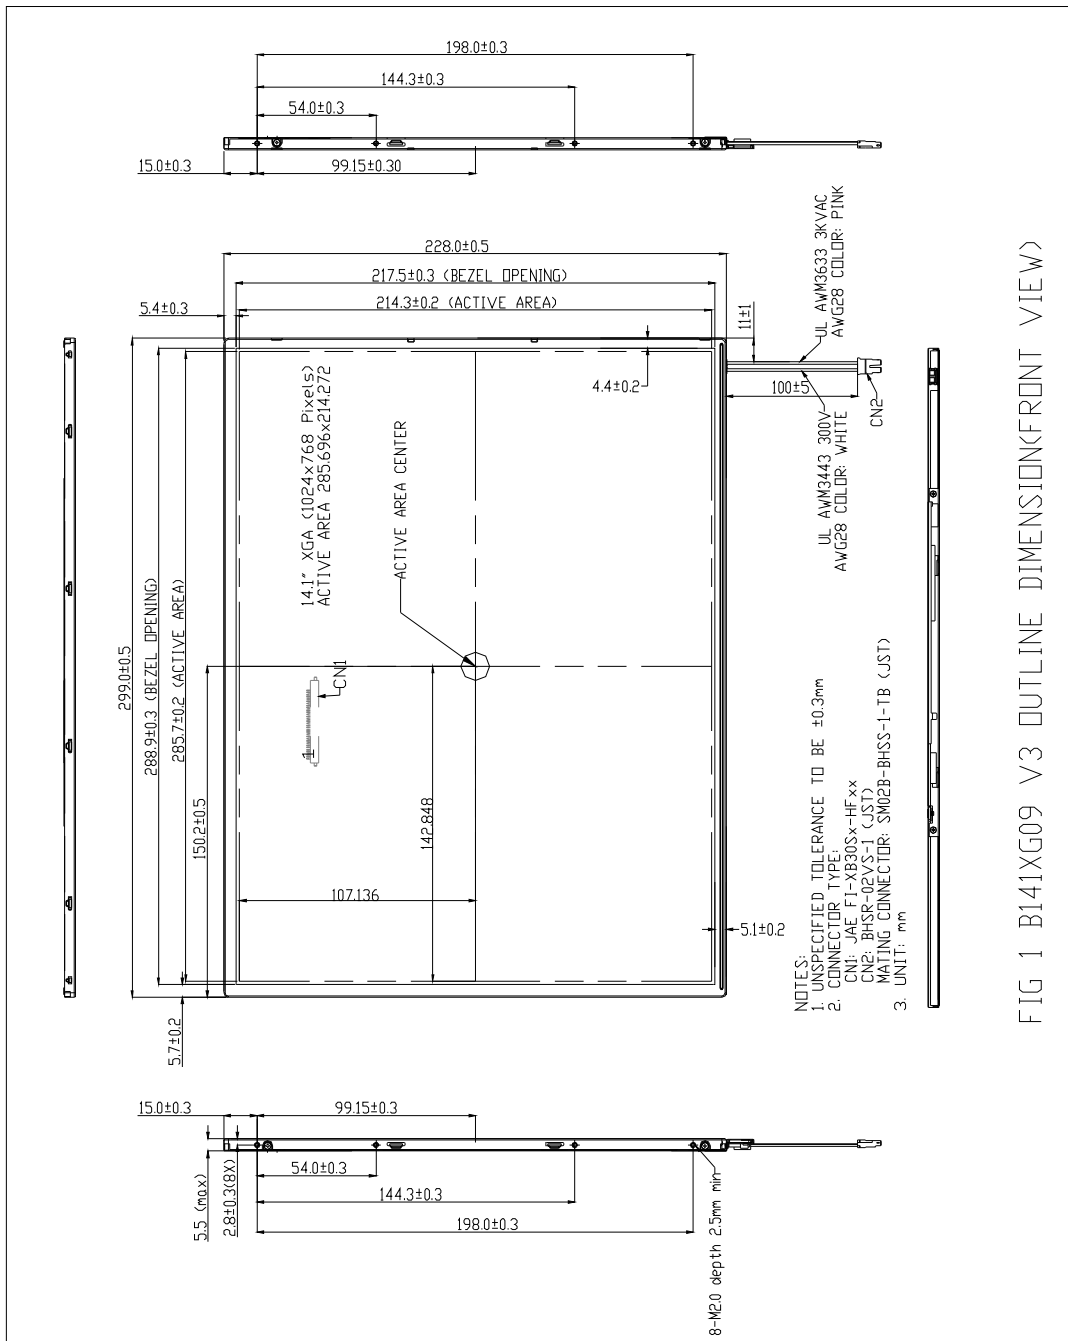 198.0±0.3
144.3±0.3
54.0±0.3
15.0±0.3
99.15±0.30
228.0±0.5
217.5±0.3 (BEZEL OPENING)
214.3±0.2 (ACTIVE AREA)
5.4±0.3
11±1
UL AWM3633 3KVAC
AWG28 COLOR: PINK
4.4±0.2
100±5
CN2
UL AWM3443 300V
AWG28 COLOR: WHITE
299.0±0.5
288.9±0.3 (BEZEL OPENING)
285.7±0.2 (ACTIVE AREA)
150.2±0.5
14.1" XGA (1024x768 Pixels)
ACTIVE AREA 285.696x214.272
ACTIVE AREA CENTER
CN1
1
142.848
107.136
5.1±0.2
5.7±0.2
NOTES:
1. UNSPECIFIED TOLERANCE TO BE ±0.3mm
2. CONNECTOR TYPE:
CN1: JAE FI-XB30Sx-HFxx
CN2: BHSR-02VS-1 (JST)
MATING CONNECTOR: SM02B-BHSS-1-TB (JST)
3. UNIT: mm
15.0±0.3
99.15±0.3
5.5 (max)
2.8±0.3(8X)
54.0±0.3
144.3±0.3
198.0±0.3
8-M2.0 depth 2.5mm min
FIG 1 B141XG09 V3 OUTLINE DIMENSION(FRONT VIEW)